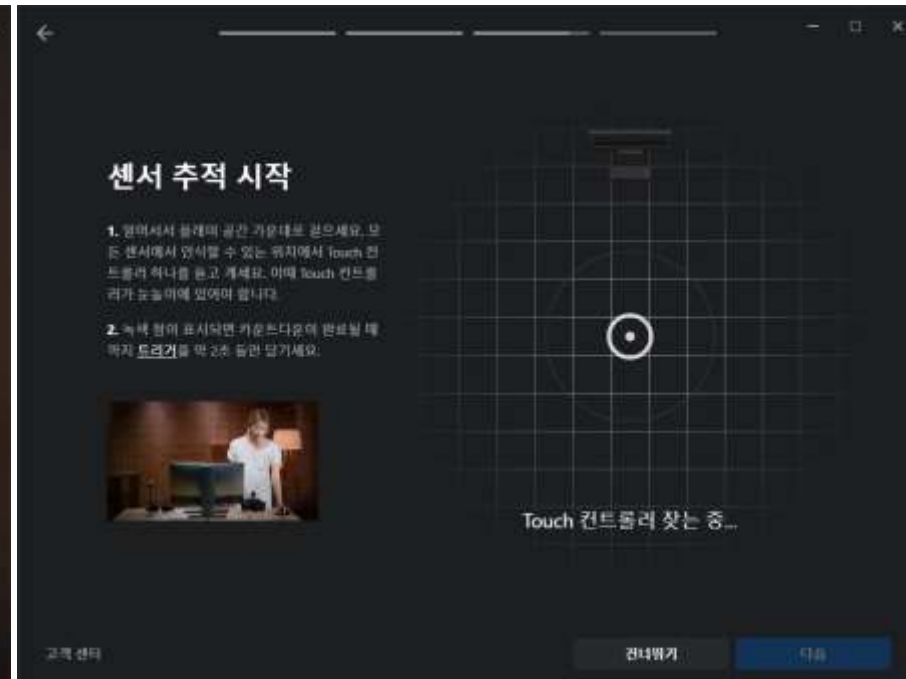 센서 추적 시작
1. 일어서서 플레이 공간 가운데로 걸으세요. 모
든 센서에서 인식할 수 있는 위치에서 Touch 컨
트롤러 하나를 들고 계세요. 이때 Touch 컨트롤
러가 눈높이에 있어야 합니다.
2. 녹색 점이 표시되면 카운트다운이 완료될 때
까지 트리거를 약 2초 동안 당기세요.
Touch 컨트롤러 찾는 중...
고객 센터
건너뛰기
다음